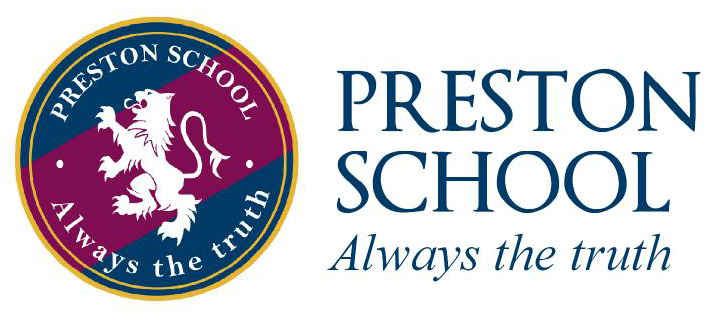 PRESTON SCHOOL
Always the truth
PRESTON
SCHOOL
Always the truth